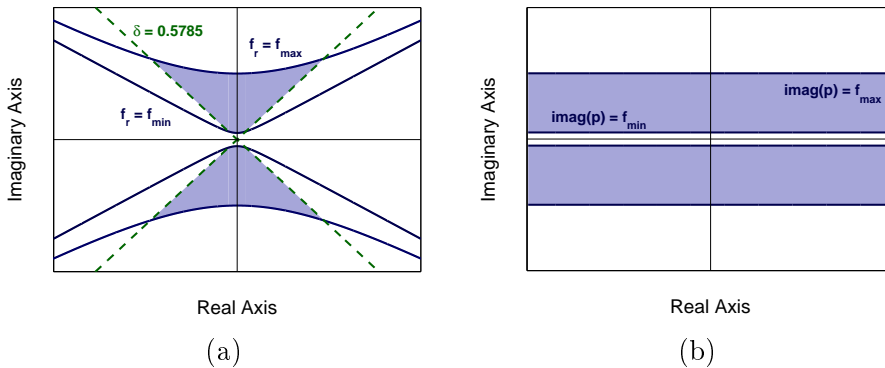 δ = 0.5785
f_r = f_max
f_r = f_min
Imaginary Axis
Real Axis
(a)
imag(p) = f_max
imag(p) = f_min
Imaginary Axis
Real Axis
(b)